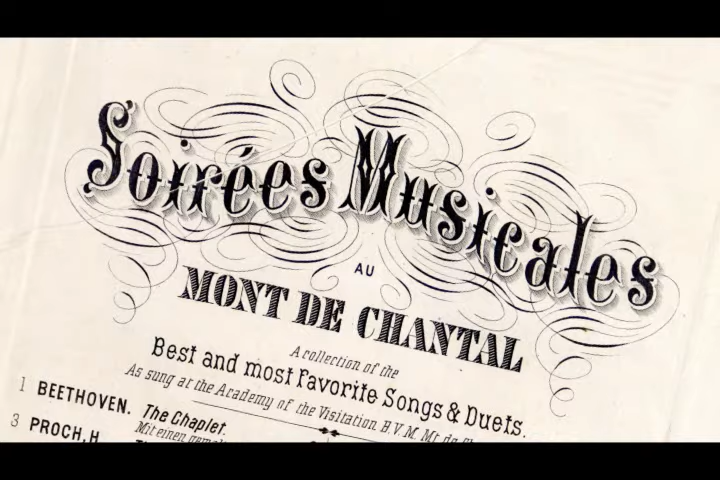 Soirées Musicales
AU
MONT DE CHANTAL
A collection of the
Best and most favorite Songs & Duets.
As sung at the Academy of the Visitation B.V.M. Mt. de
1 BEETHOVEN. The Chaplet.
Mit einen
3 PROCH, H